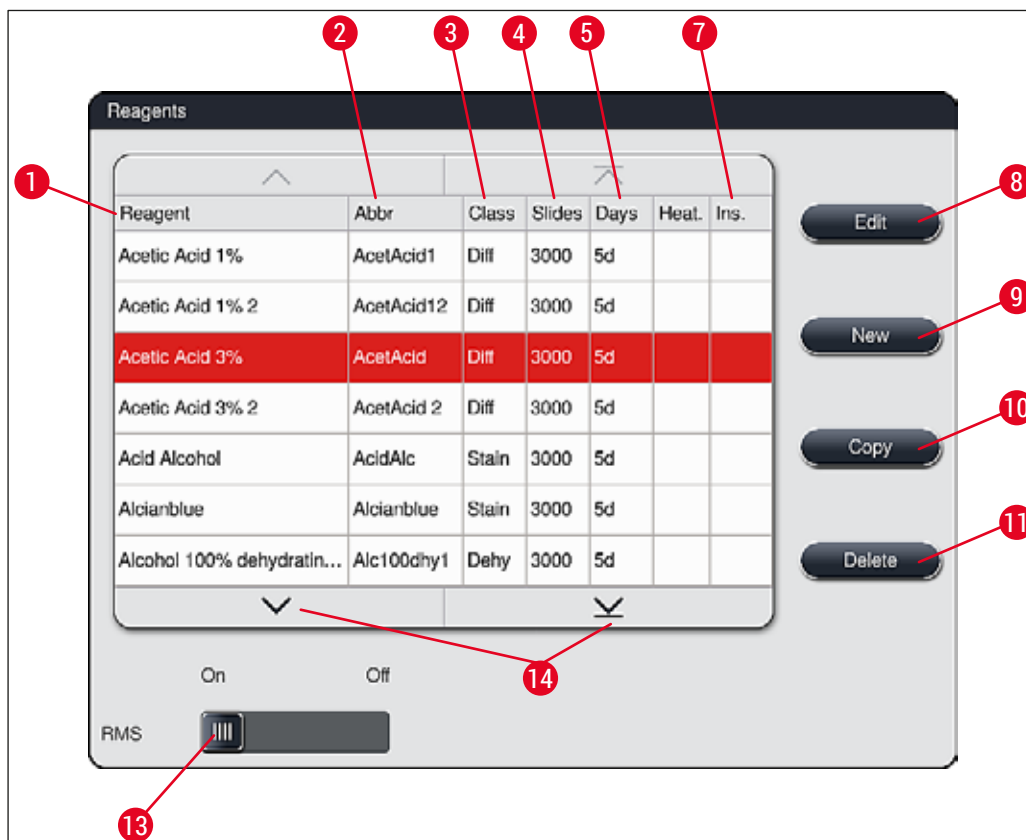 2 3 4 5 7
Reagents
1
8
Reagent Abbr Class Slides Days Heat. Ins.
Edit
Acetic Acid 1% AcetAcid1 Diff 3000 5d
9
Acetic Acid 1% 2 AcetAcid12 Diff 3000 5d
New
Acetic Acid 3% AcetAcid Diff 3000 5d
10
Acetic Acid 3% 2 AcetAcid 2 Diff 3000 5d
Copy
Acid Alcohol AcidAlc Stain 3000 5d
11
Alcianblue Alcianblue Stain 3000 5d
Delete
Alcohol 100% dehydratin... Alc100dhy1 Dehy 3000 5d
On Off
14
RMS
13